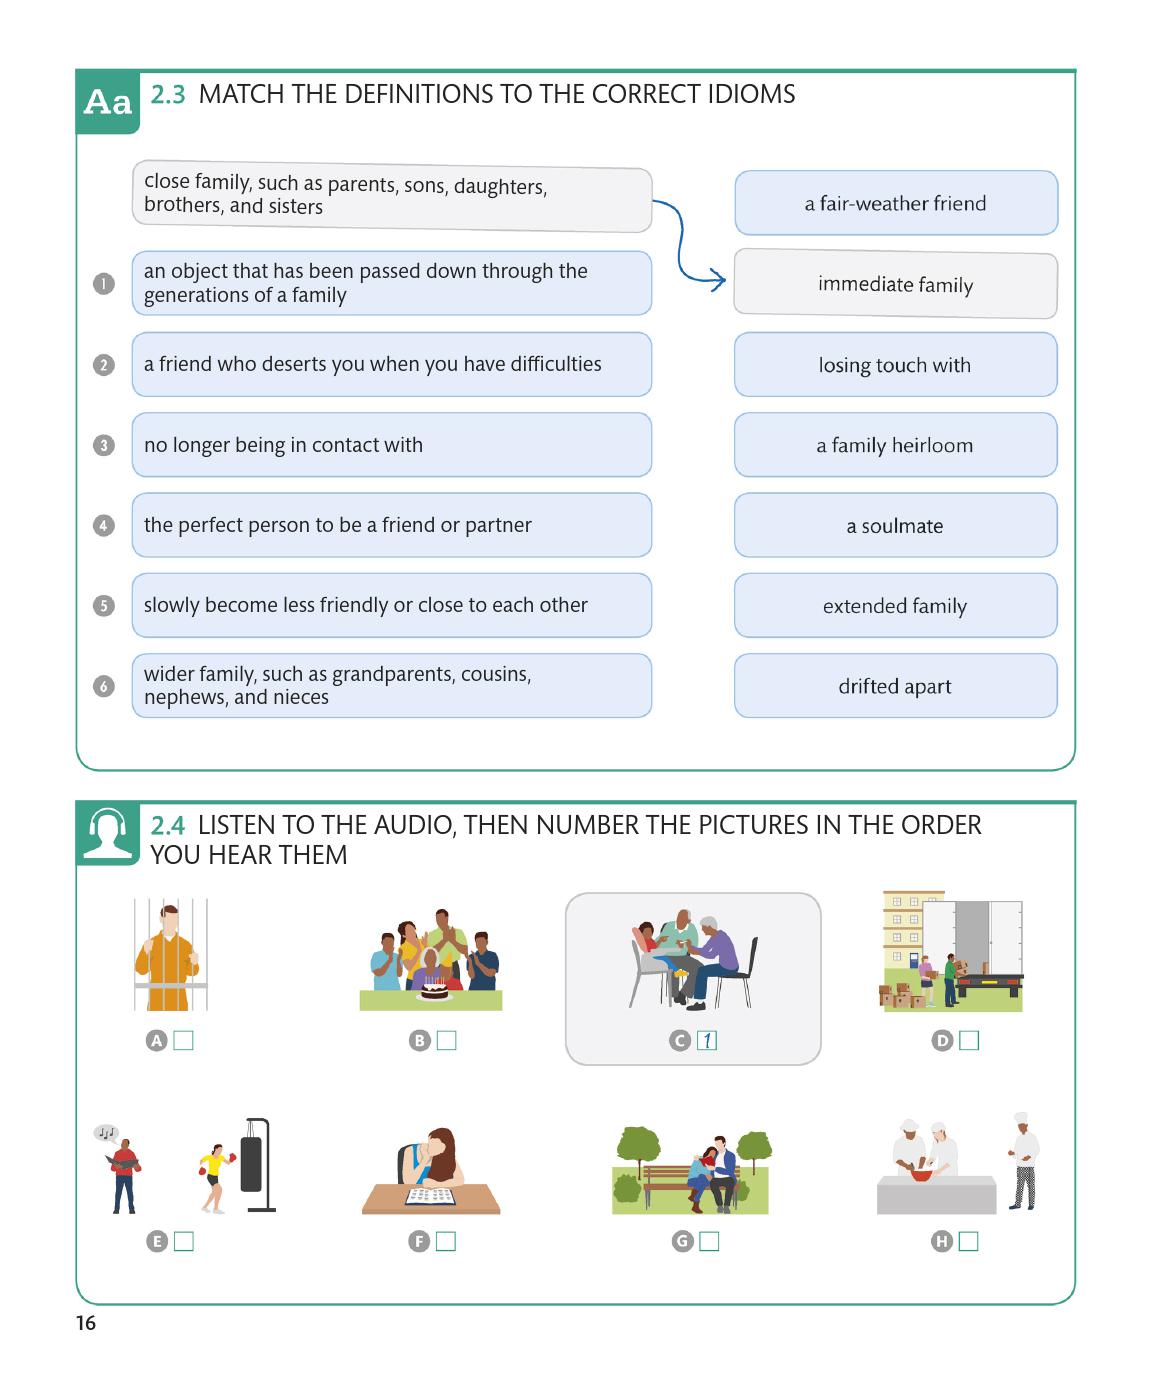 Aa
2.3 MATCH THE DEFINITIONS TO THE CORRECT IDIOMS
close family, such as parents, sons, daughters,
brothers, and sisters
a fair-weather friend
1
an object that has been passed down through the
generations of a family
immediate family
2
a friend who deserts you when you have difficulties
losing touch with
3
no longer being in contact with
a family heirloom
4
the perfect person to be a friend or partner
a soulmate
5
slowly become less friendly or close to each other
extended family
6
wider family, such as grandparents, cousins,
nephews, and nieces
drifted apart
2.4 LISTEN TO THE AUDIO, THEN NUMBER THE PICTURES IN THE ORDER
YOU HEAR THEM
A
B
C 1
D
E
F
G
H
16